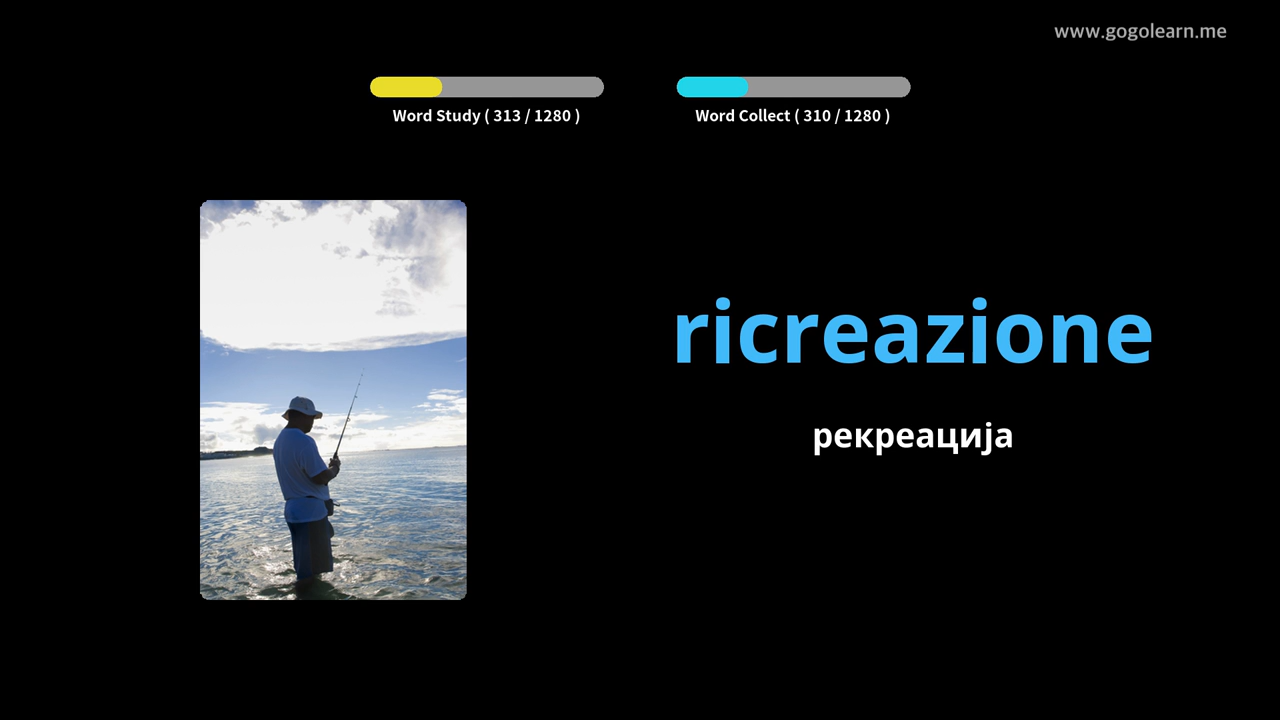 www.gogolearn.me
Word Study ( 313 / 1280 )
Word Collect ( 310 / 1280 )
ricreazione
рекреација